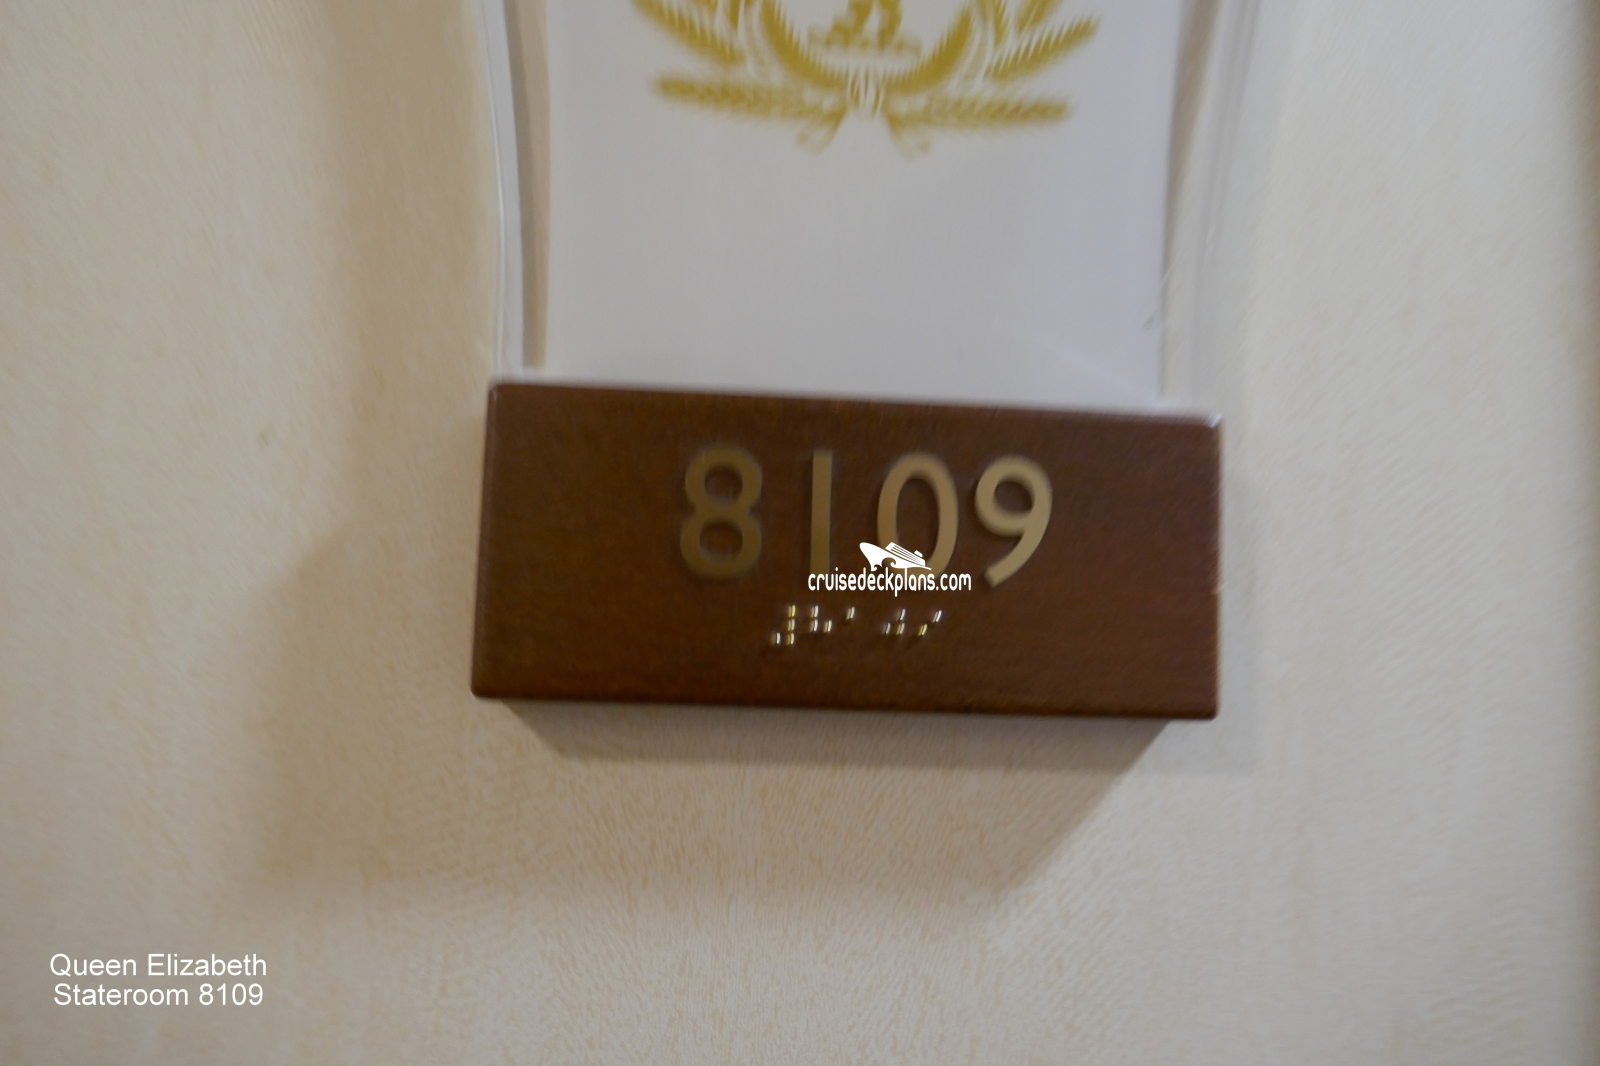 8109
cruisedeckplans.com
Queen Elizabeth
Stateroom 8109